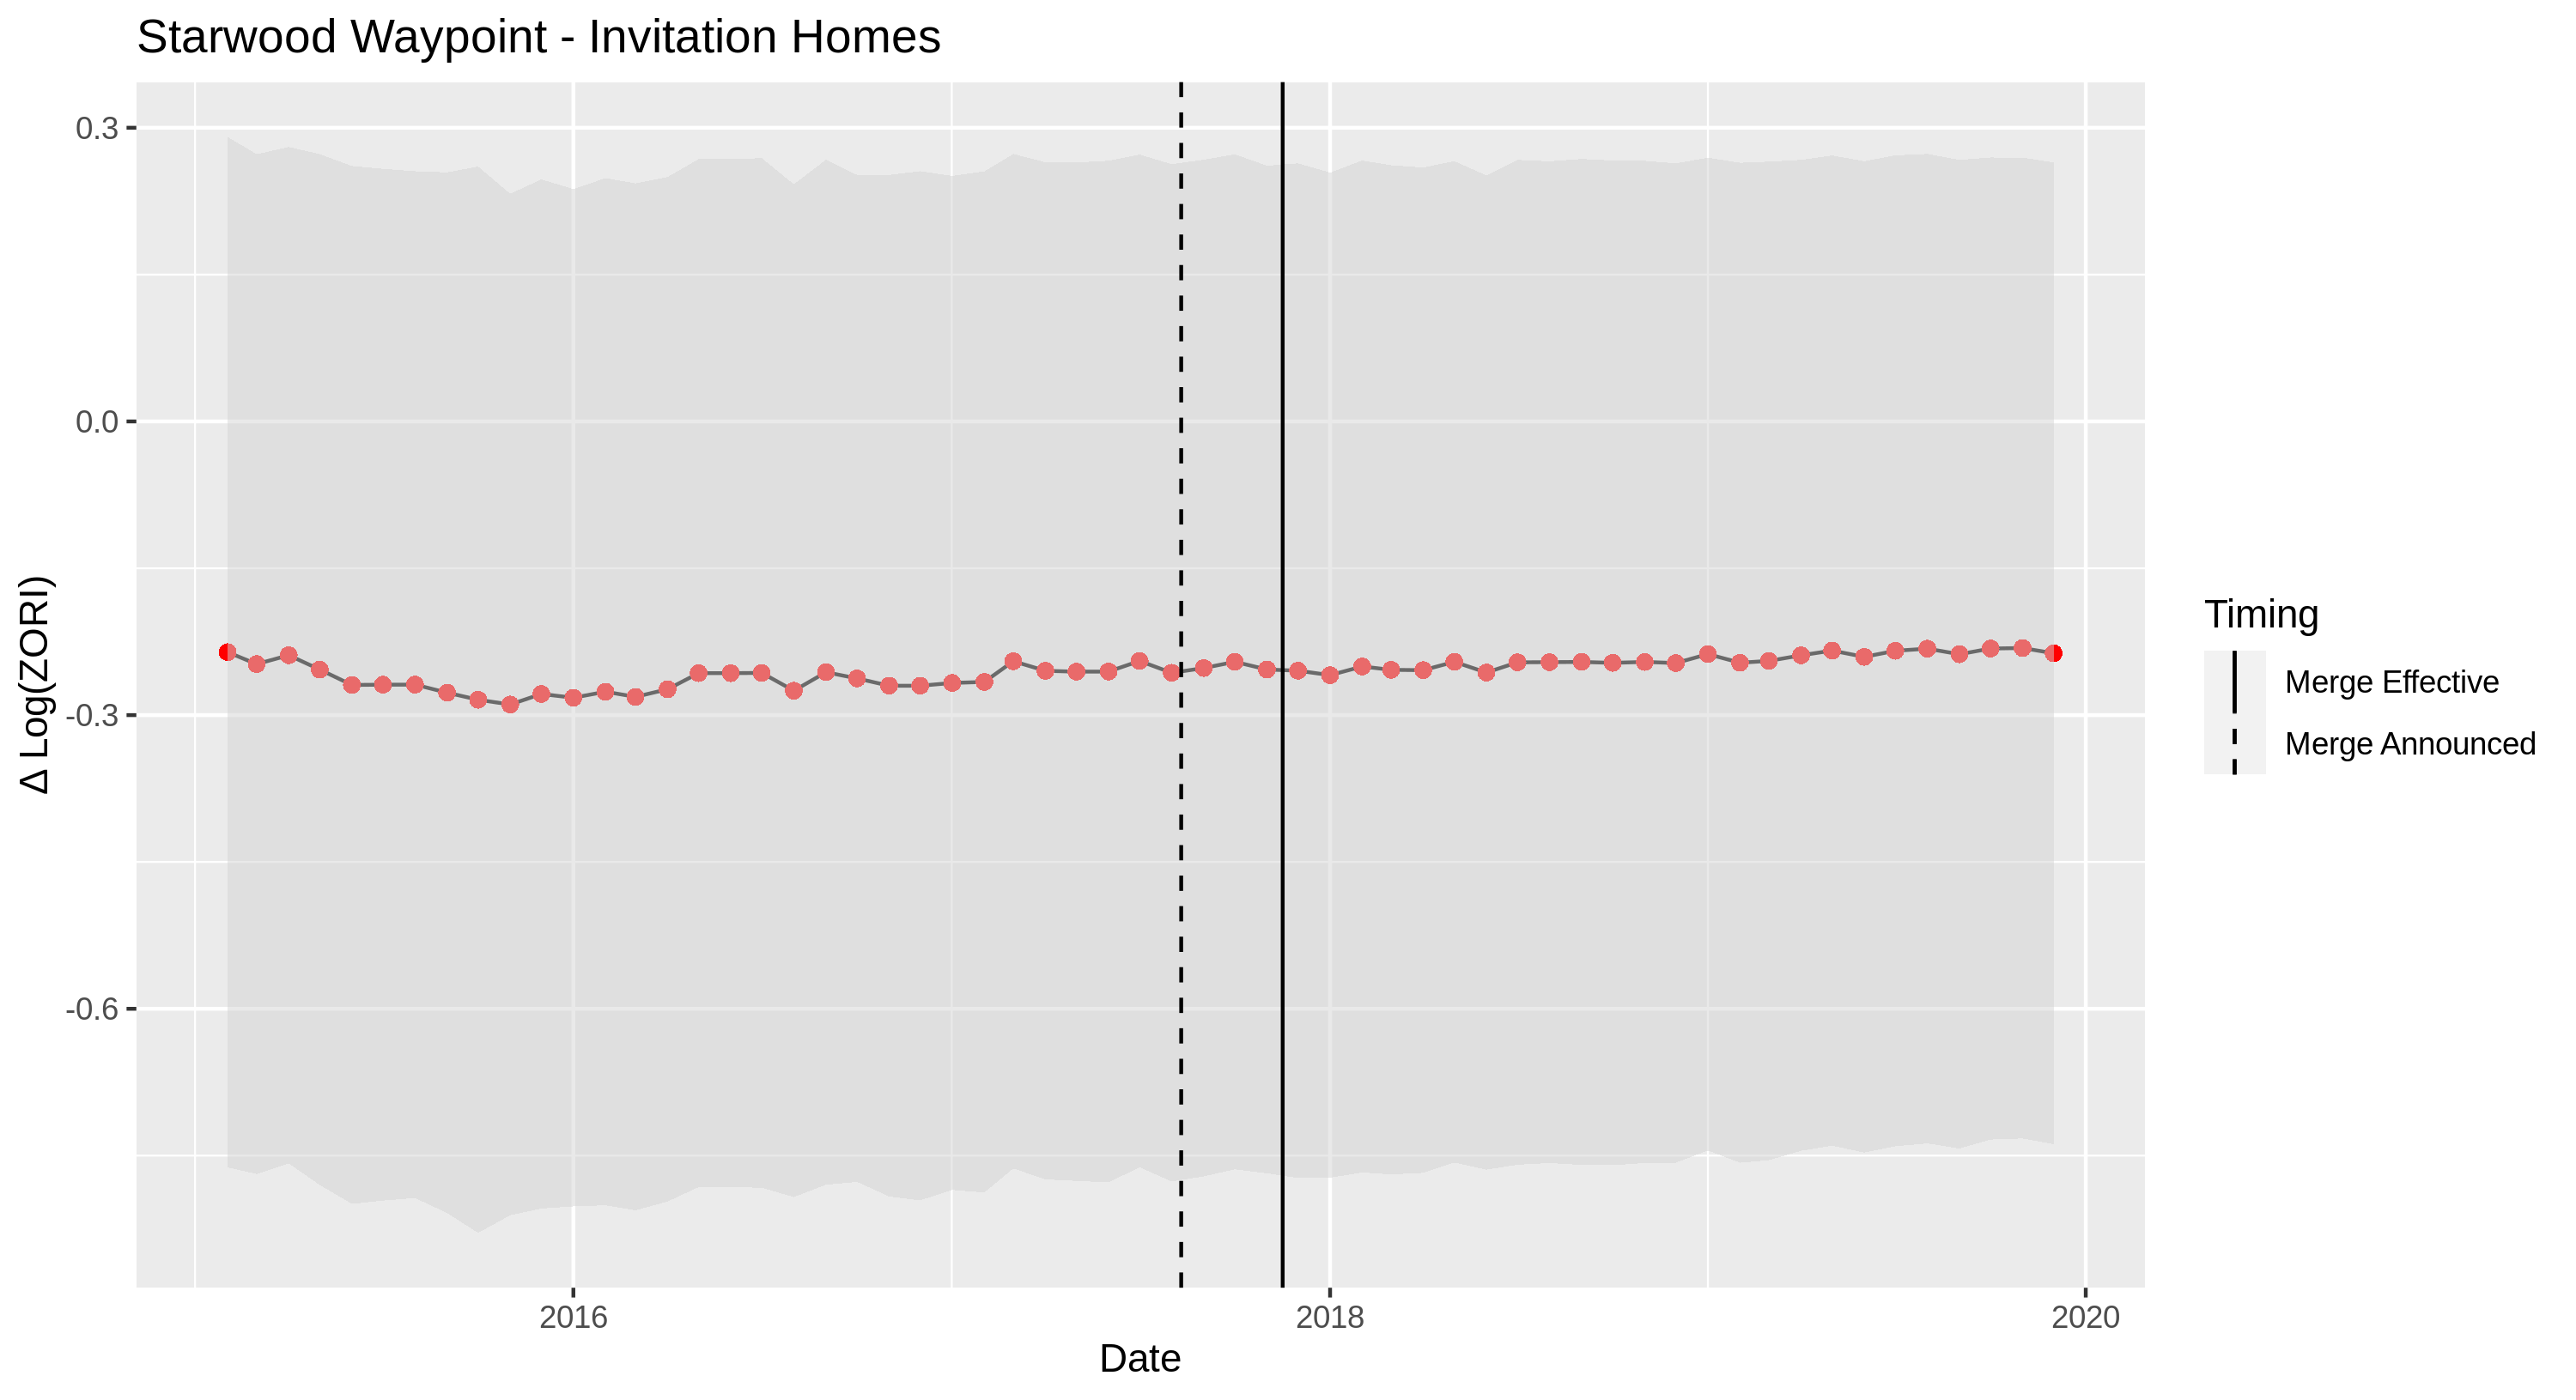 Starwood Waypoint - Invitation Homes
0.3
0.0
-0.3
-0.6
Δ Log(ZORI)
2016
2018
2020
Date
Timing
Merge Effective
Merge Announced